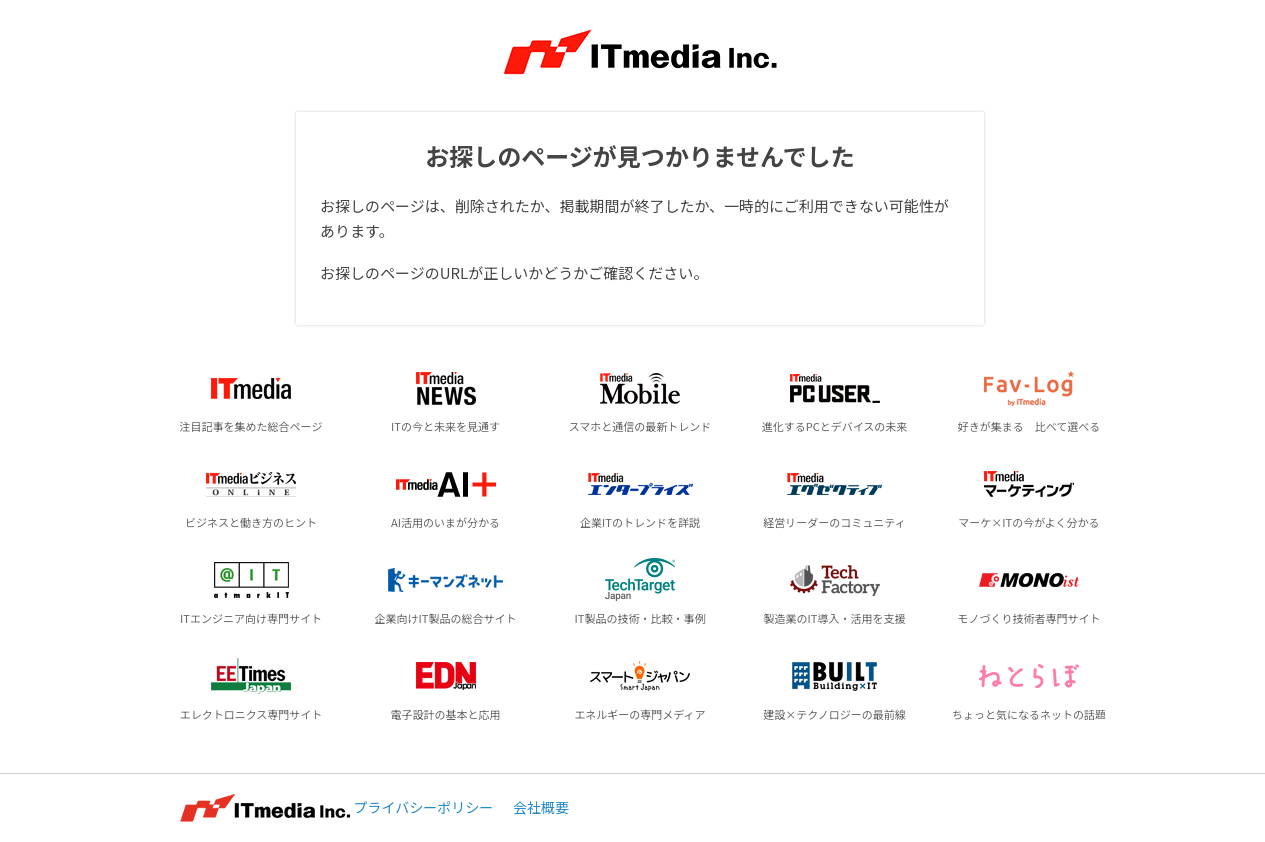 ITmedia Inc.
お探しのページが見つかりませんでした
お探しのページは、削除されたか、掲載期間が終了したか、一時的にご利用できない可能性が
あります。
お探しのページのURLが正しいかどうかご確認ください。
ITmedia
注目記事を集めた総合ページ
ITmedia
NEWS
ITの今と未来を見通す
ITmedia
Mobile
スマホと通信の最新トレンド
ITmedia
PC USER_
進化するPCとデバイスの未来
Fav-Log
by ITmedia
好きが集まる　比べて選べる
ITmedia ビジネス
ONLiNE
ビジネスと働き方のヒント
ITmedia AI+
AI活用のいまが分かる
ITmedia
エンタープライズ
企業ITのトレンドを詳説
ITmedia
エグゼクティブ
経営リーダーのコミュニティ
ITmedia
マーケティング
マーケ×ITの今がよく分かる
@IT
atmarkIT
ITエンジニア向け専門サイト
キーマンズネット
企業向けIT製品の総合サイト
TechTarget
Japan
IT製品の技術・比較・事例
Tech
Factory
製造業のIT導入・活用を支援
MONOist
モノづくり技術者専門サイト
EE Times
Japan
エレクトロニクス専門サイト
EDN
Japan
電子設計の基本と応用
スマートジャパン
Smart Japan
エネルギーの専門メディア
BUILT
Building×IT
建設×テクノロジーの最前線
ねとらぼ
ちょっと気になるネットの話題
ITmedia Inc. プライバシーポリシー 会社概要